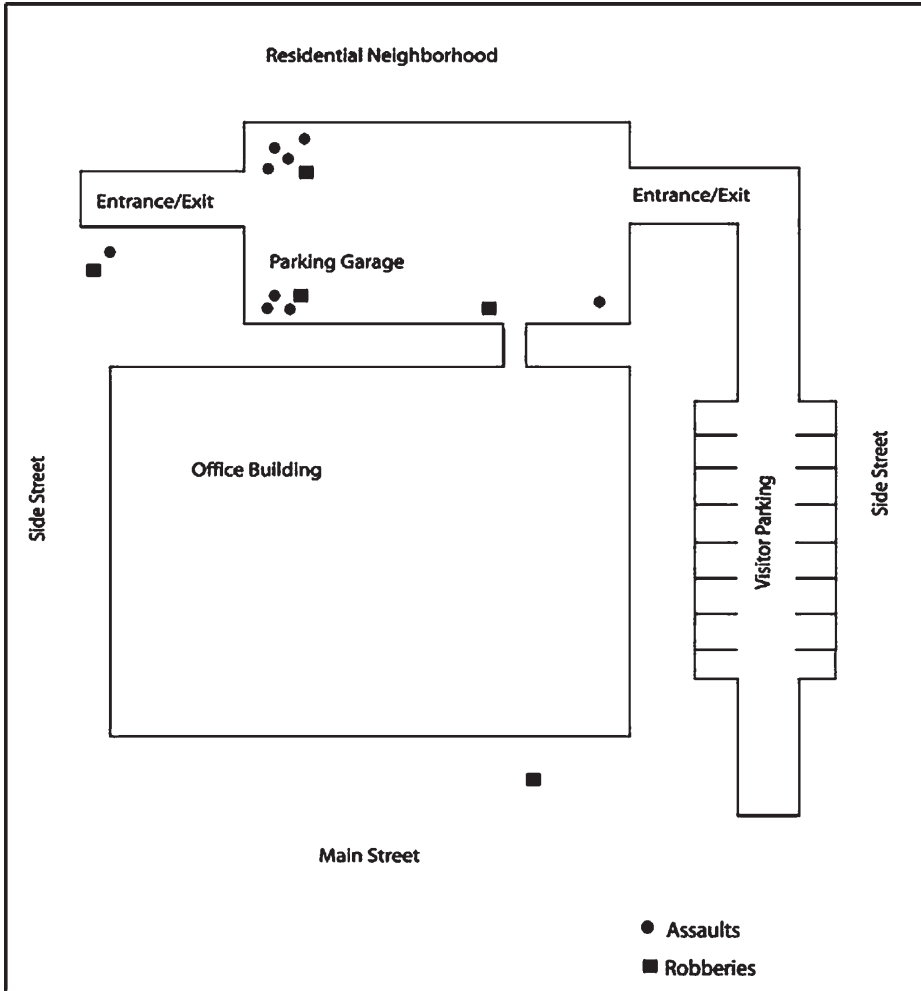 Residential Neighborhood
Entrance/Exit
Entrance/Exit
Parking Garage
Office Building
Side Street
Visitor Parking
Side Street
Main Street
Assaults
Robberies